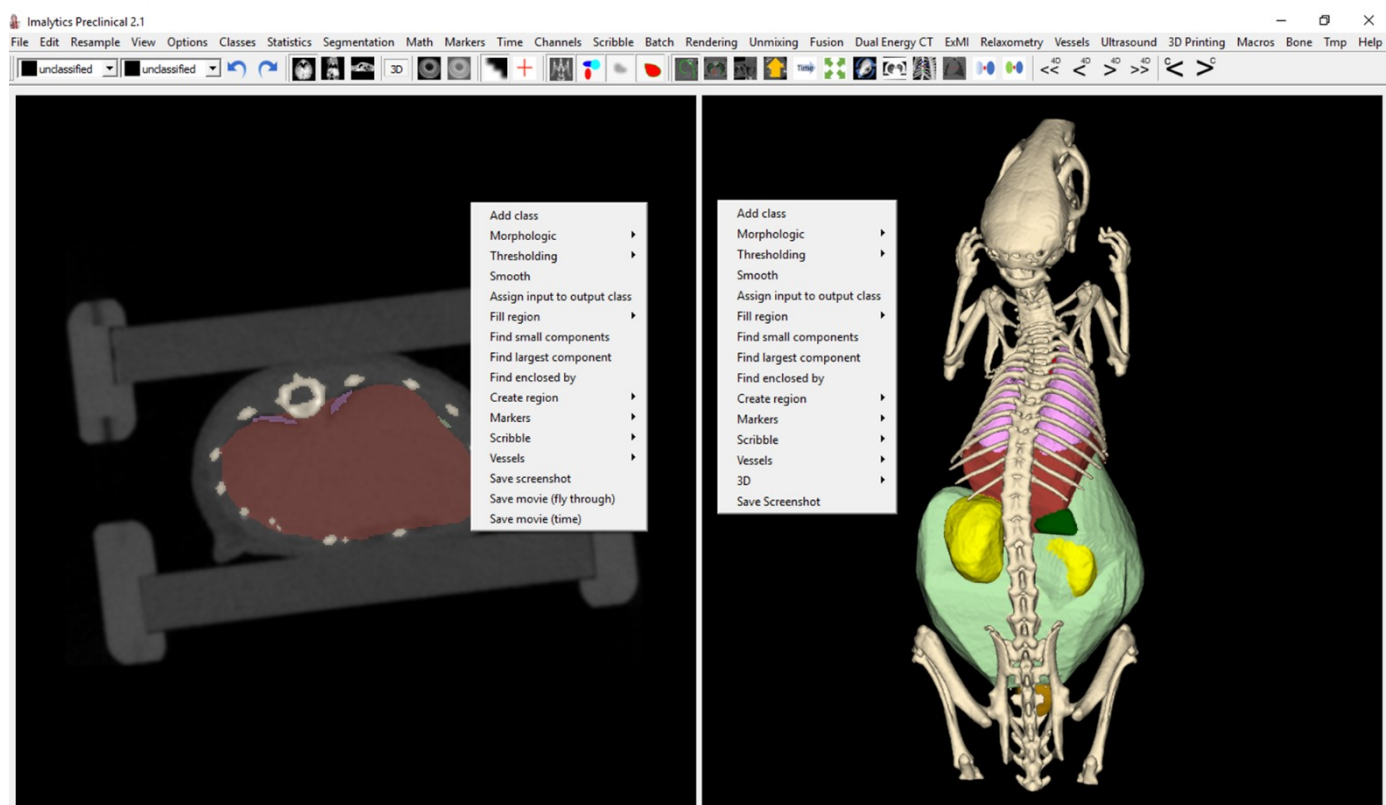 Imalytics Preclinical 2.1
File Edit Resample View Options Classes Statistics Segmentation Math Markers Time Channels Scribble Batch Rendering Unmixing Fusion Dual Energy CT ExMI Relaxometry Vessels Ultrasound 3D Printing Macros Bone Tmp Help
unclassified unclassified 3D Time 4D << 4D < 4D > 4D >> C < > C
Add class
Morphologic
Thresholding
Smooth
Assign input to output class
Fill region
Find small components
Find largest component
Find enclosed by
Create region
Markers
Scribble
Vessels
Save screenshot
Save movie (fly through)
Save movie (time)
Add class
Morphologic
Thresholding
Smooth
Assign input to output class
Fill region
Find small components
Find largest component
Find enclosed by
Create region
Markers
Scribble
Vessels
3D
Save Screenshot